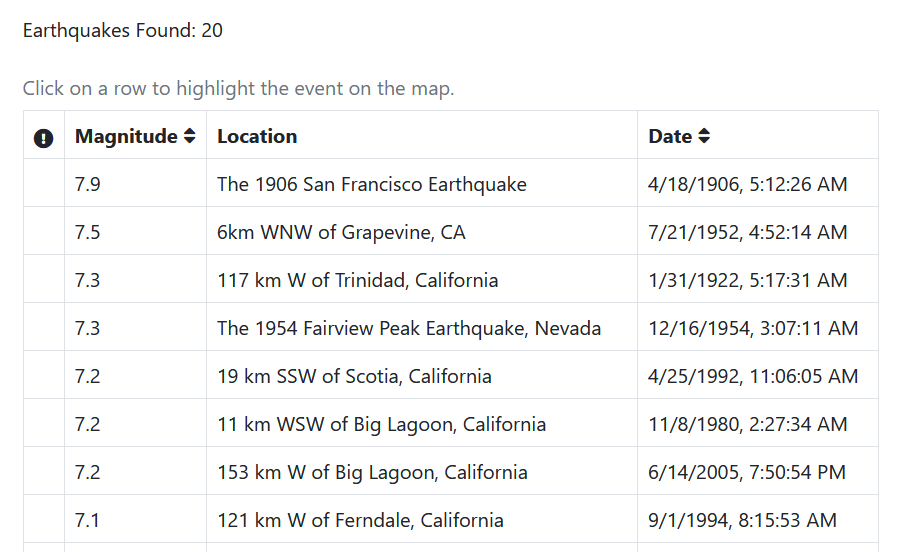 Earthquakes Found: 20
Click on a row to highlight the event on the map.
Magnitude Location Date
7.9 The 1906 San Francisco Earthquake 4/18/1906, 5:12:26 AM
7.5 6km WNW of Grapevine, CA 7/21/1952, 4:52:14 AM
7.3 117 km W of Trinidad, California 1/31/1922, 5:17:31 AM
7.3 The 1954 Fairview Peak Earthquake, Nevada 12/16/1954, 3:07:11 AM
7.2 19 km SSW of Scotia, California 4/25/1992, 11:06:05 AM
7.2 11 km WSW of Big Lagoon, California 11/8/1980, 2:27:34 AM
7.2 153 km W of Big Lagoon, California 6/14/2005, 7:50:54 PM
7.1 121 km W of Ferndale, California 9/1/1994, 8:15:53 AM